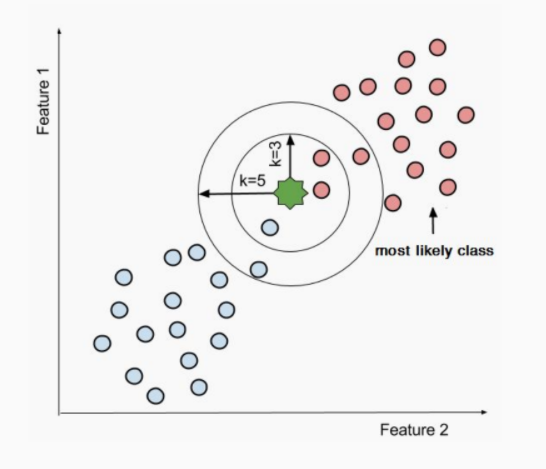 Feature 1
k=3
k=5
most likely class
Feature 2